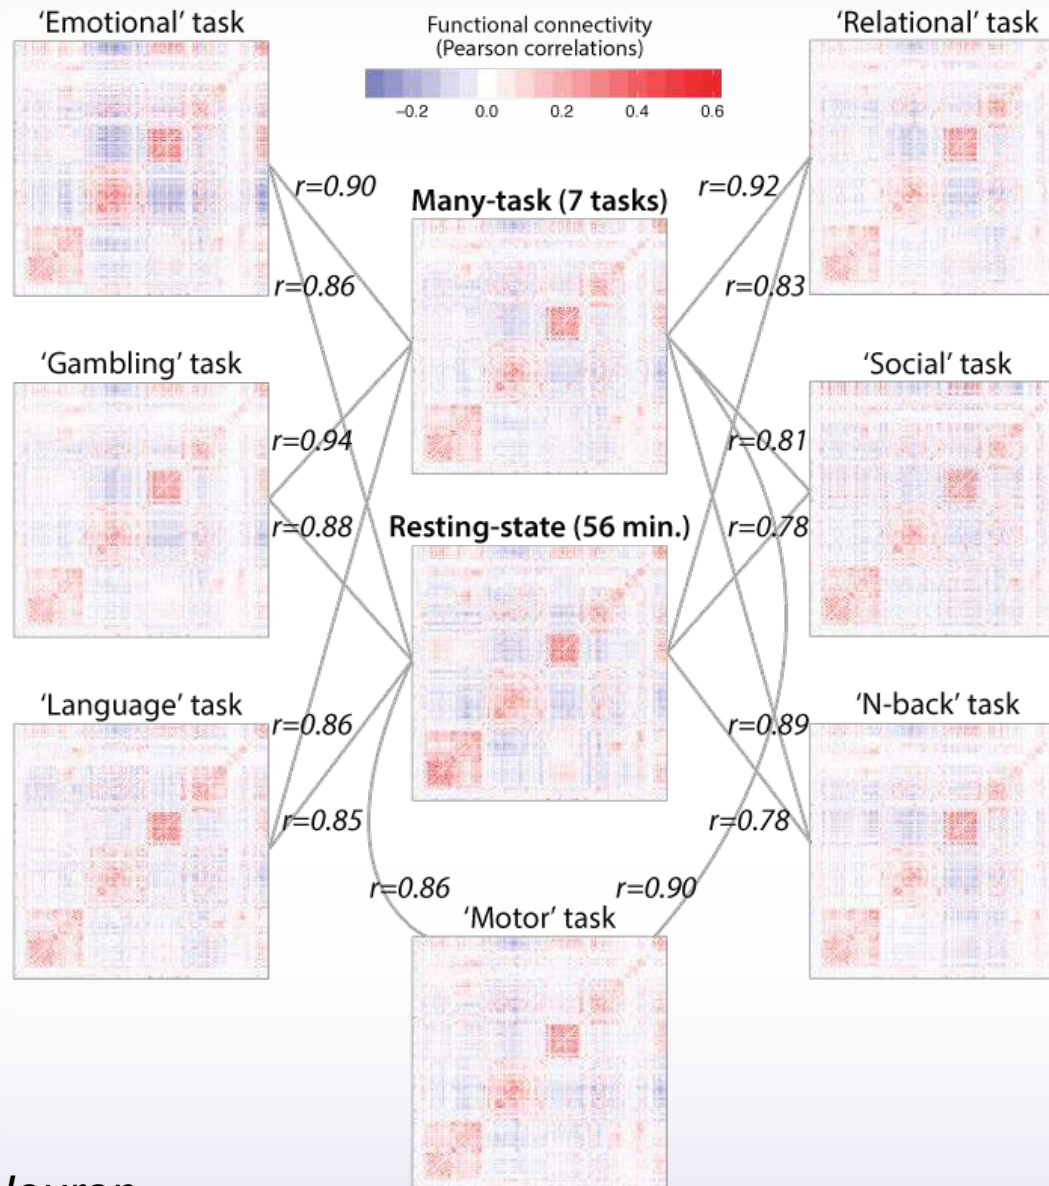 'Emotional' task
Functional connectivity
(Pearson correlations)
-0.2 0.0 0.2 0.4 0.6
'Relational' task
r=0.90
r=0.92
Many-task (7 tasks)
r=0.86
r=0.83
'Gambling' task
'Social' task
r=0.94
r=0.81
r=0.88
Resting-state (56 min.)
r=0.78
'Language' task
'N-back' task
r=0.86
r=0.89
r=0.85
r=0.78
r=0.86
r=0.90
'Motor' task